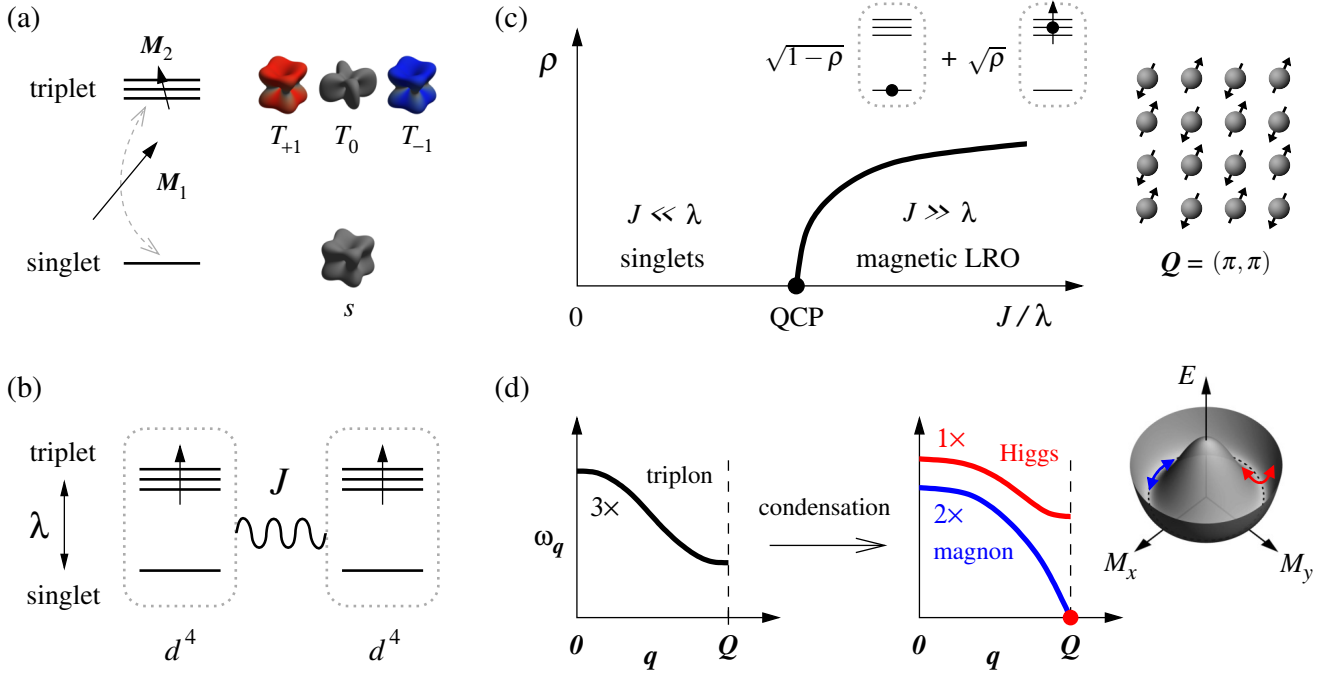 (a)
M₂
triplet
T₊₁ T₀ T₋₁
M₁
singlet
s
(b)
triplet
J
λ
singlet
d⁴ d⁴
(c)
ρ
√1−ρ + √ρ
J ≪ λ J ≫ λ
singlets magnetic LRO
0 QCP J / λ
Q = (π, π)
(d)
E
1× Higgs
triplon
3× condensation 2×
ω_q magnon
M_x M_y
0 q Q 0 q Q